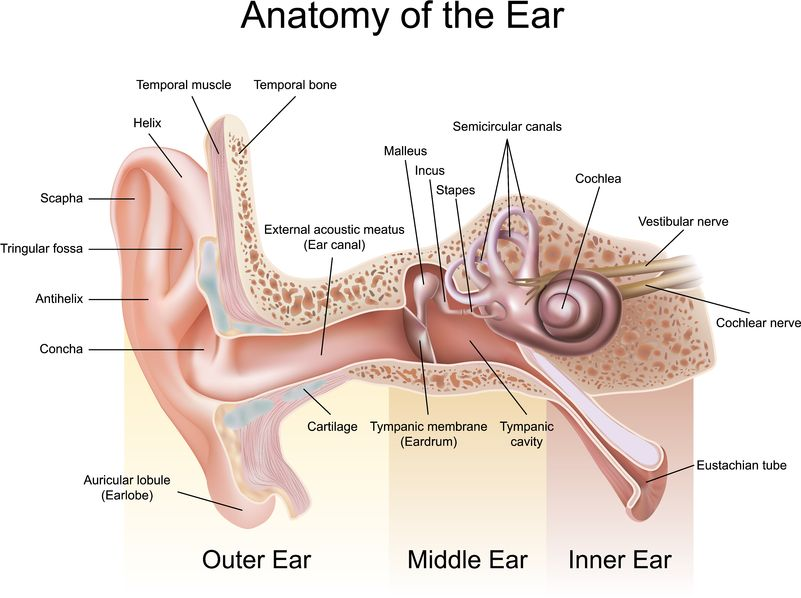 Anatomy of the Ear
Temporal muscle
Temporal bone
Helix
Semicircular canals
Malleus
Incus
Stapes
Cochlea
Scapha
Vestibular nerve
External acoustic meatus
(Ear canal)
Tringular fossa
Antihelix
Cochlear nerve
Concha
Cartilage
Tympanic membrane
(Eardrum)
Tympanic
cavity
Eustachian tube
Auricular lobule
(Earlobe)
Outer Ear
Middle Ear
Inner Ear